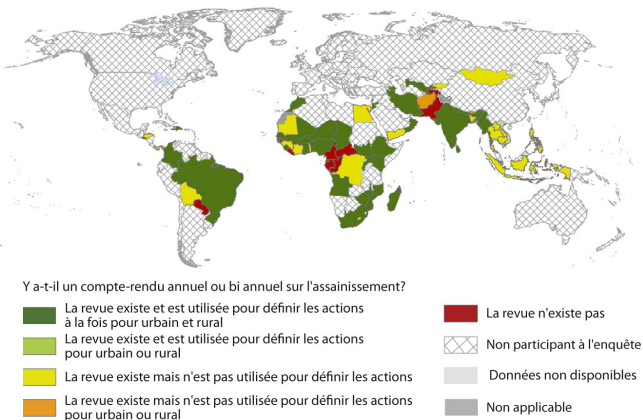 Y a-t-il un compte-rendu annuel ou bi annuel sur l'assainissement?
La revue existe et est utilisée pour définir les actions
à la fois pour urbain et rural
La revue existe et est utilisée pour définir les actions
pour urbain ou rural
La revue existe mais n'est pas utilisée pour définir les actions
La revue existe mais n'est pas utilisée pour définir les actions
pour urbain ou rural
La revue n'existe pas
Non participant à l'enquête
Données non disponibles
Non applicable